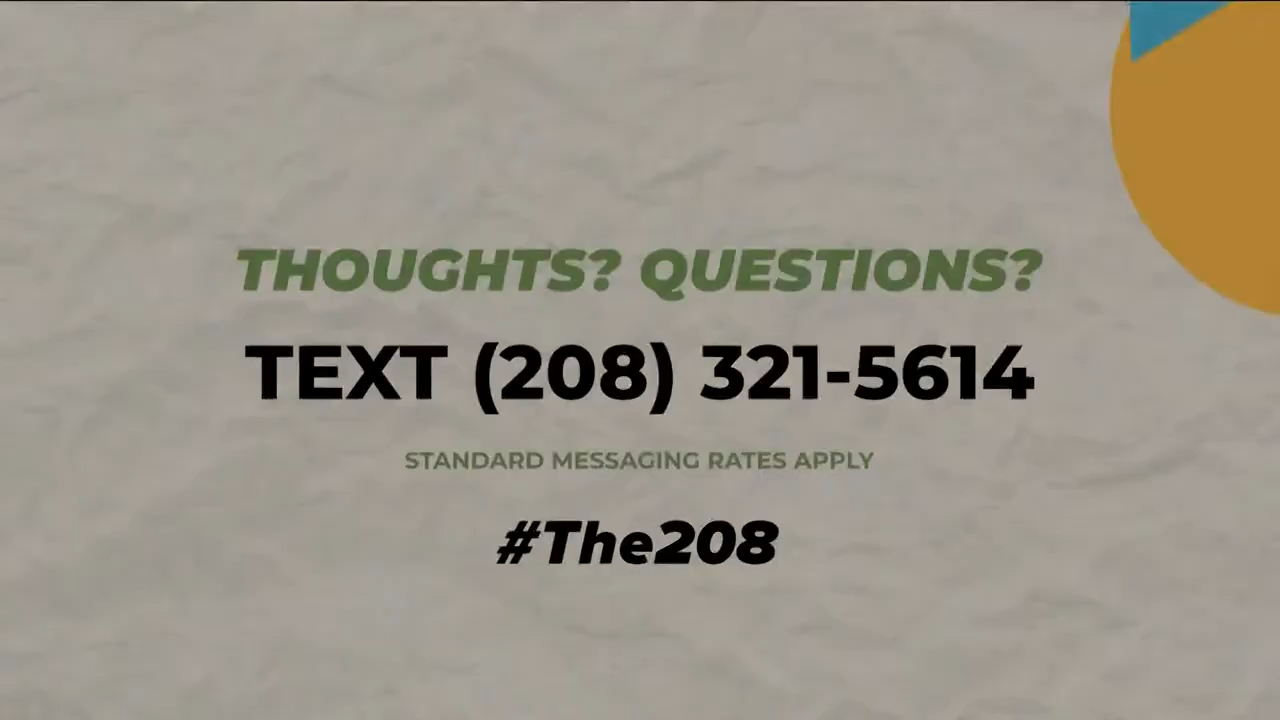 THOUGHTS? QUESTIONS?
TEXT (208) 321-5614
STANDARD MESSAGING RATES APPLY
#The208